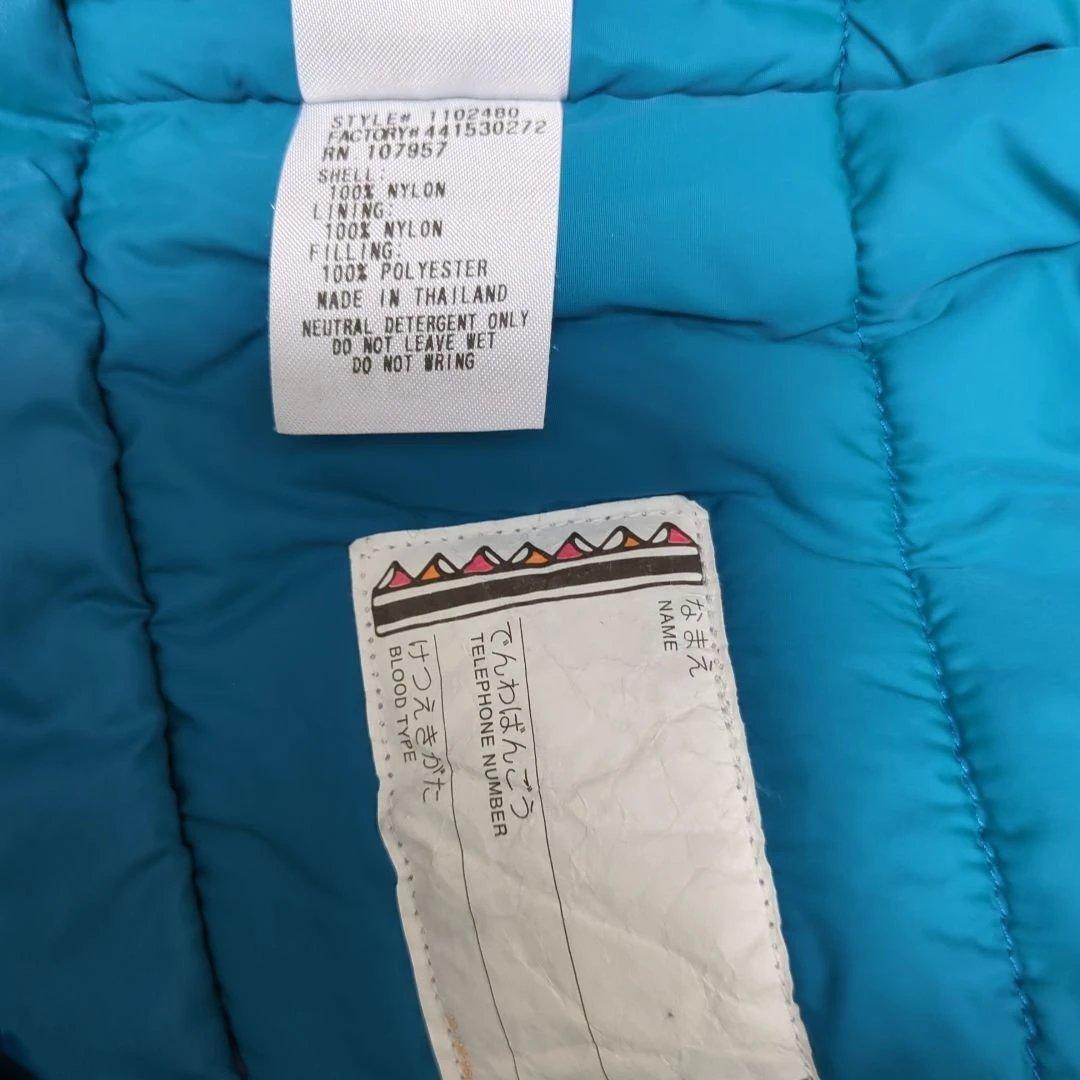 STYLE# 1102480
FACTORY#441530272
RN 107957
SHELL:
100% NYLON
LINING:
100% NYLON
FILLING:
100% POLYESTER
MADE IN THAILAND
NEUTRAL DETERGENT ONLY
DO NOT LEAVE WET
DO NOT WRING
なまえ
NAME
でんわばんごう
TELEPHONE NUMBER
けつえきがた
BLOOD TYPE